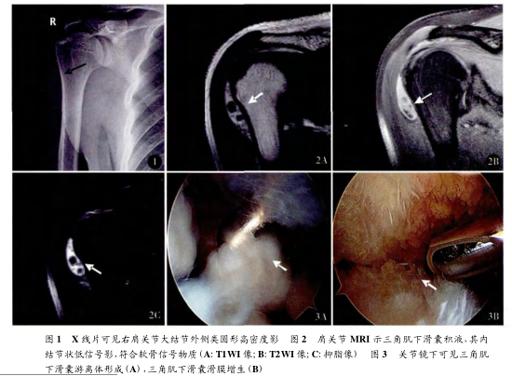 R
1
2A
2B
2C
3A
3B
图 1 X 线片可见右肩关节大结节外侧类圆形高密度影 图 2 肩关节 MRI 示三角肌下滑囊积液,其内
结节状低信号影,符合软骨信号物质(A: T1WI 像; B: T2WI 像; C: 抑脂像) 图 3 关节镜下可见三角肌
下滑囊游离体形成(A),三角肌下滑囊滑膜增生(B)